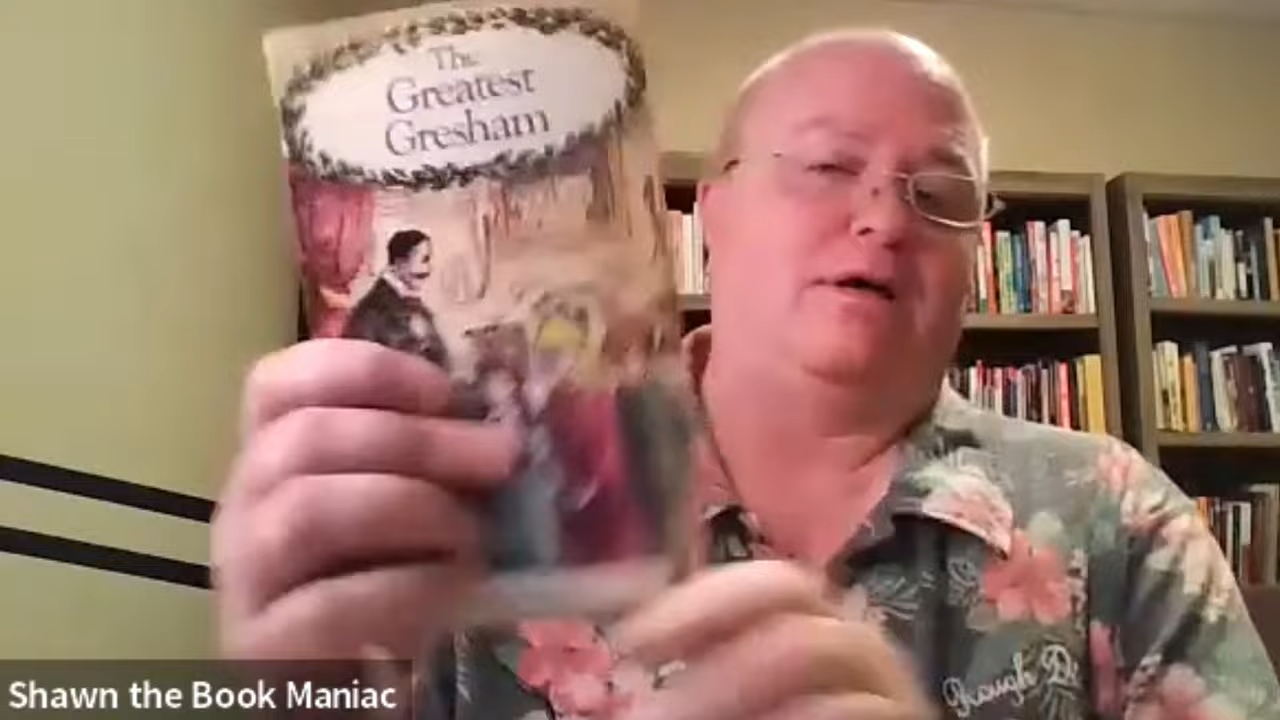 The
Greatest
Gresham
Shawn the Book Maniac